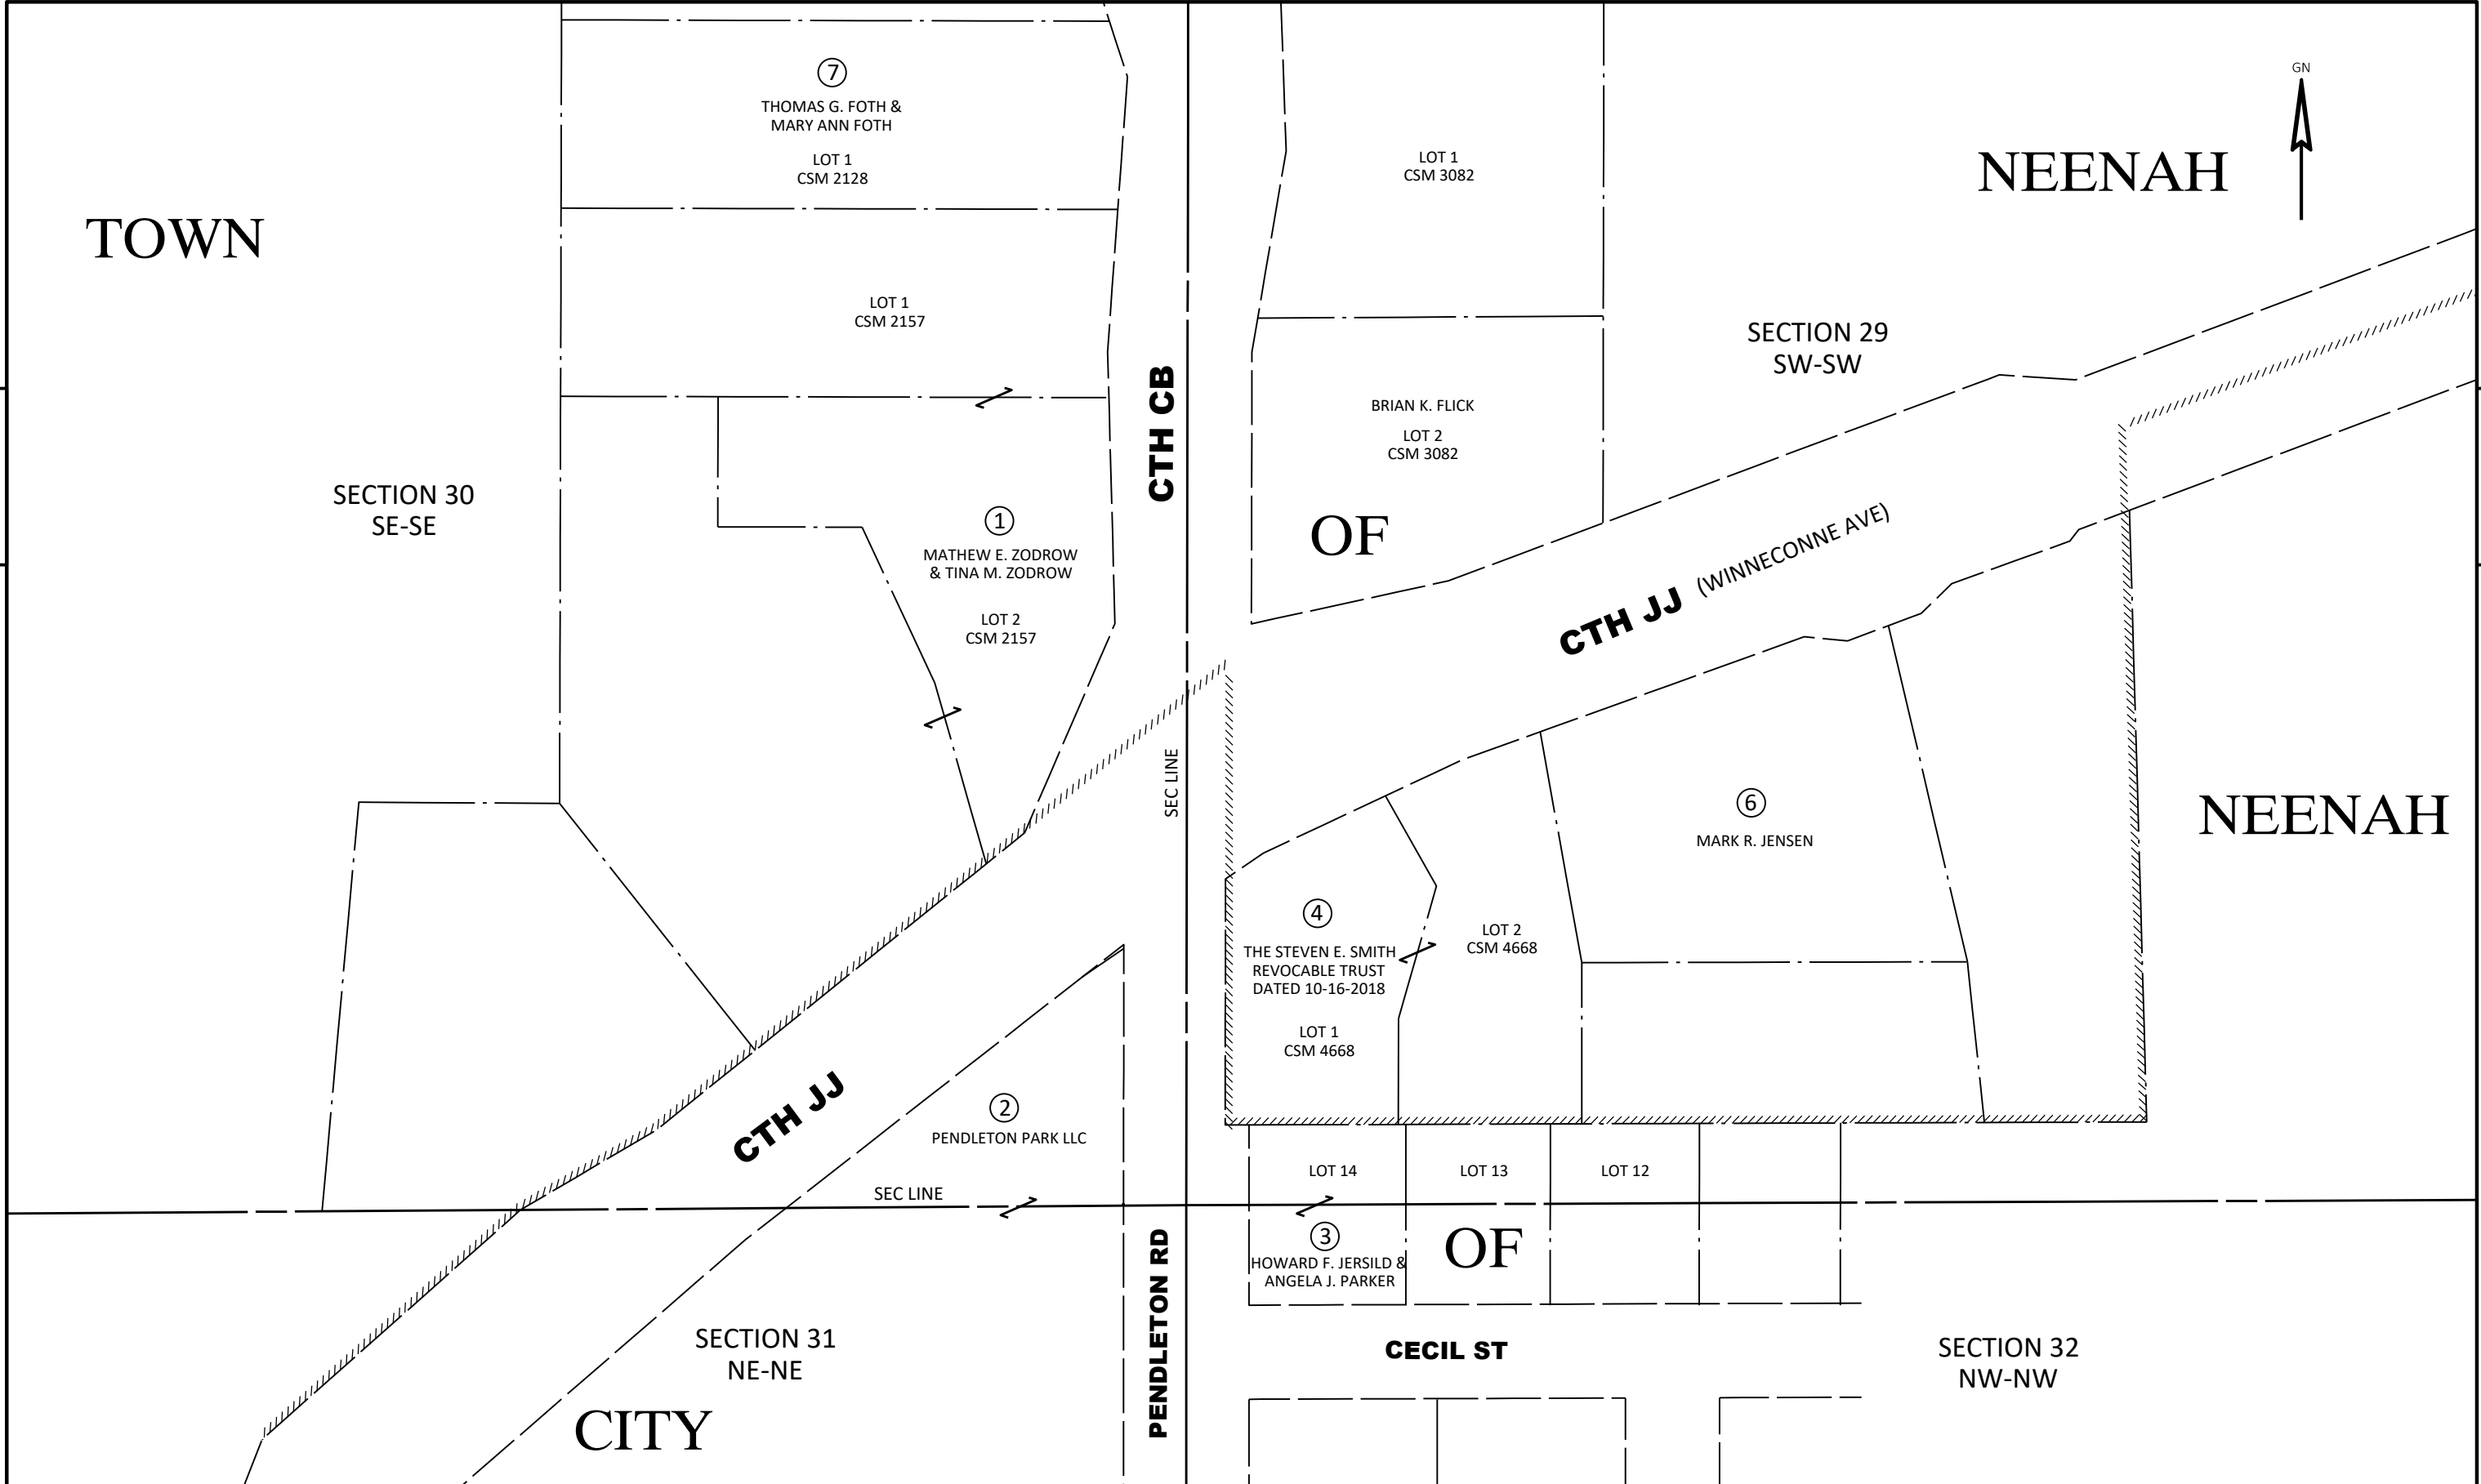 GN
7
THOMAS G. FOTH &
MARY ANN FOTH
LOT 1
CSM 2128
LOT 1
CSM 3082
NEENAH
TOWN
LOT 1
CSM 2157
SECTION 29
SW-SW
CTH CB
BRIAN K. FLICK
LOT 2
CSM 3082
SECTION 30
SE-SE
1
MATHEW E. ZODROW
& TINA M. ZODROW
LOT 2
CSM 2157
OF
CTH JJ (WINNECONNE AVE)
SEC LINE
6
MARK R. JENSEN
NEENAH
4
THE STEVEN E. SMITH
REVOCABLE TRUST
DATED 10-16-2018
LOT 1
CSM 4668
LOT 2
CSM 4668
CTH JJ
2
PENDLETON PARK LLC
SEC LINE
LOT 14
LOT 13
LOT 12
3
HOWARD F. JERSILD &
ANGELA J. PARKER
OF
PENDLETON RD
CECIL ST
SECTION 31
NE-NE
SECTION 32
NW-NW
CITY